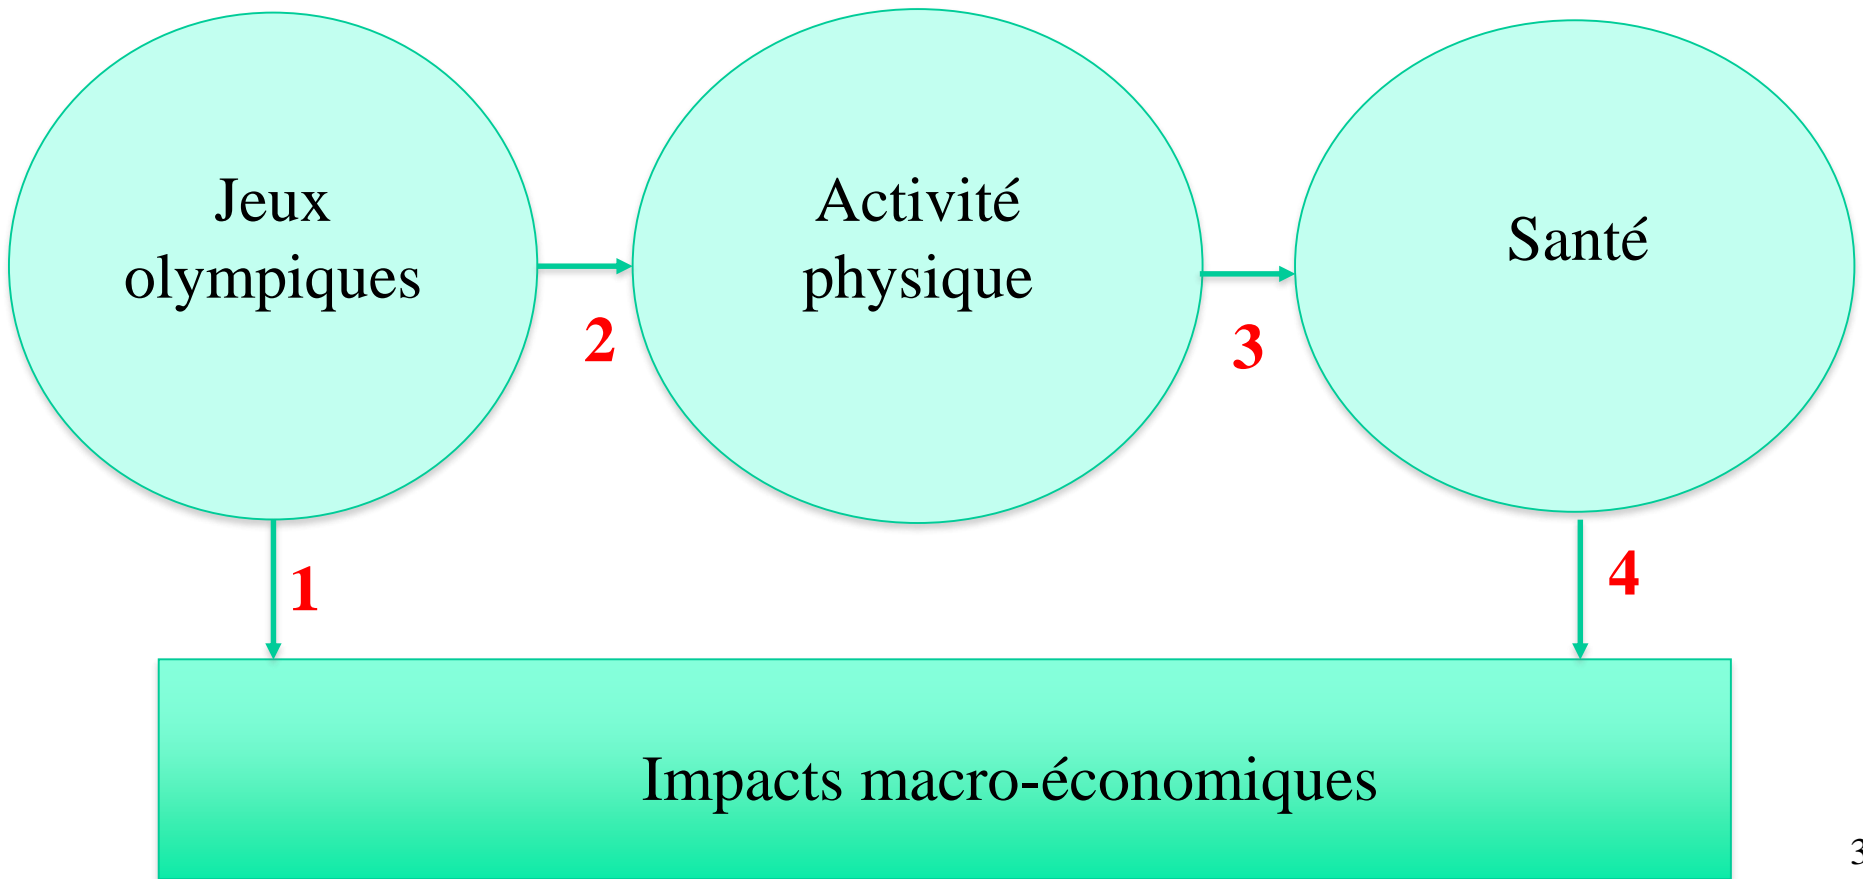 Jeux
olympiques
Activité
physique
Santé
2
3
1
4
Impacts macro-économiques
3